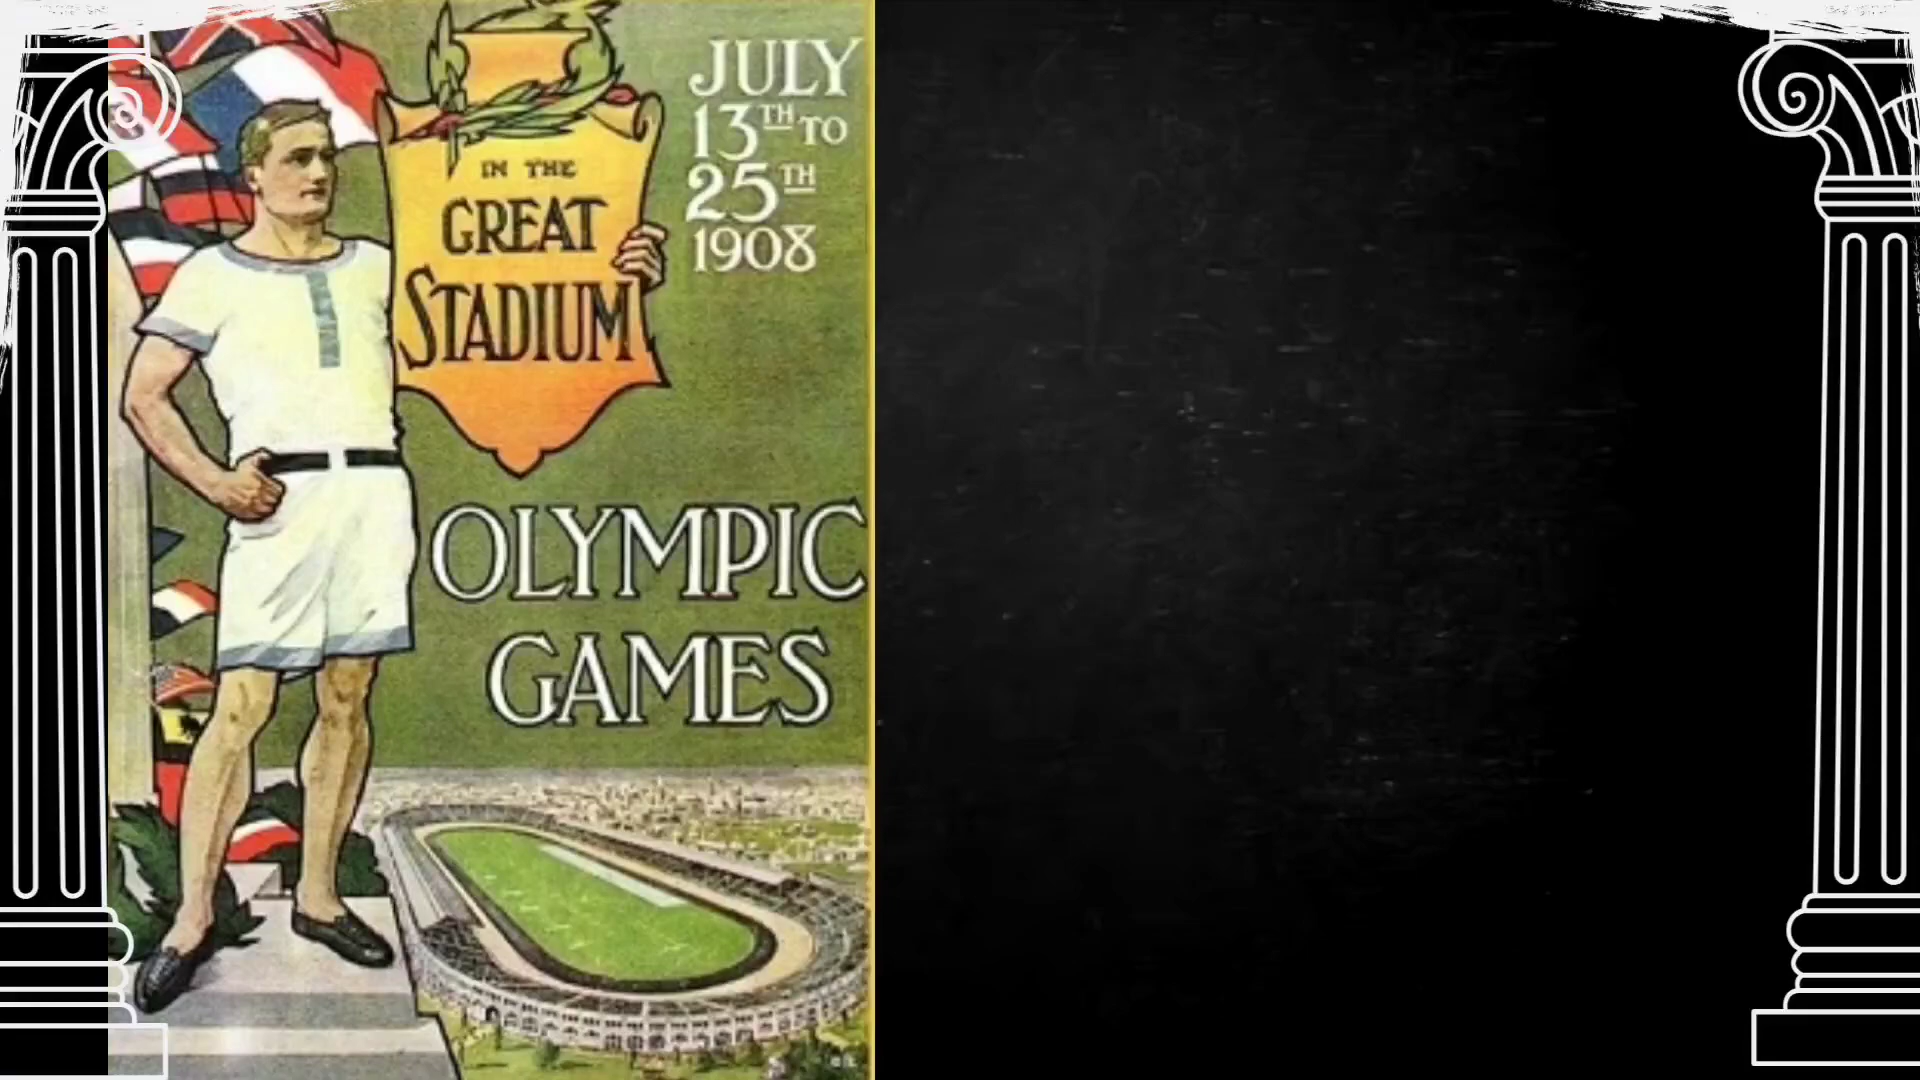 JULY
13TH TO
25TH
1908
IN THE
GREAT
STADIUM
OLYMPIC
GAMES